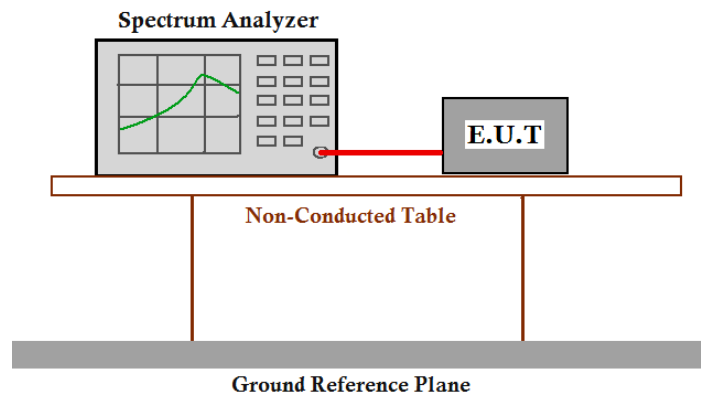 Spectrum Analyzer
E.U.T
Non-Conducted Table
Ground Reference Plane